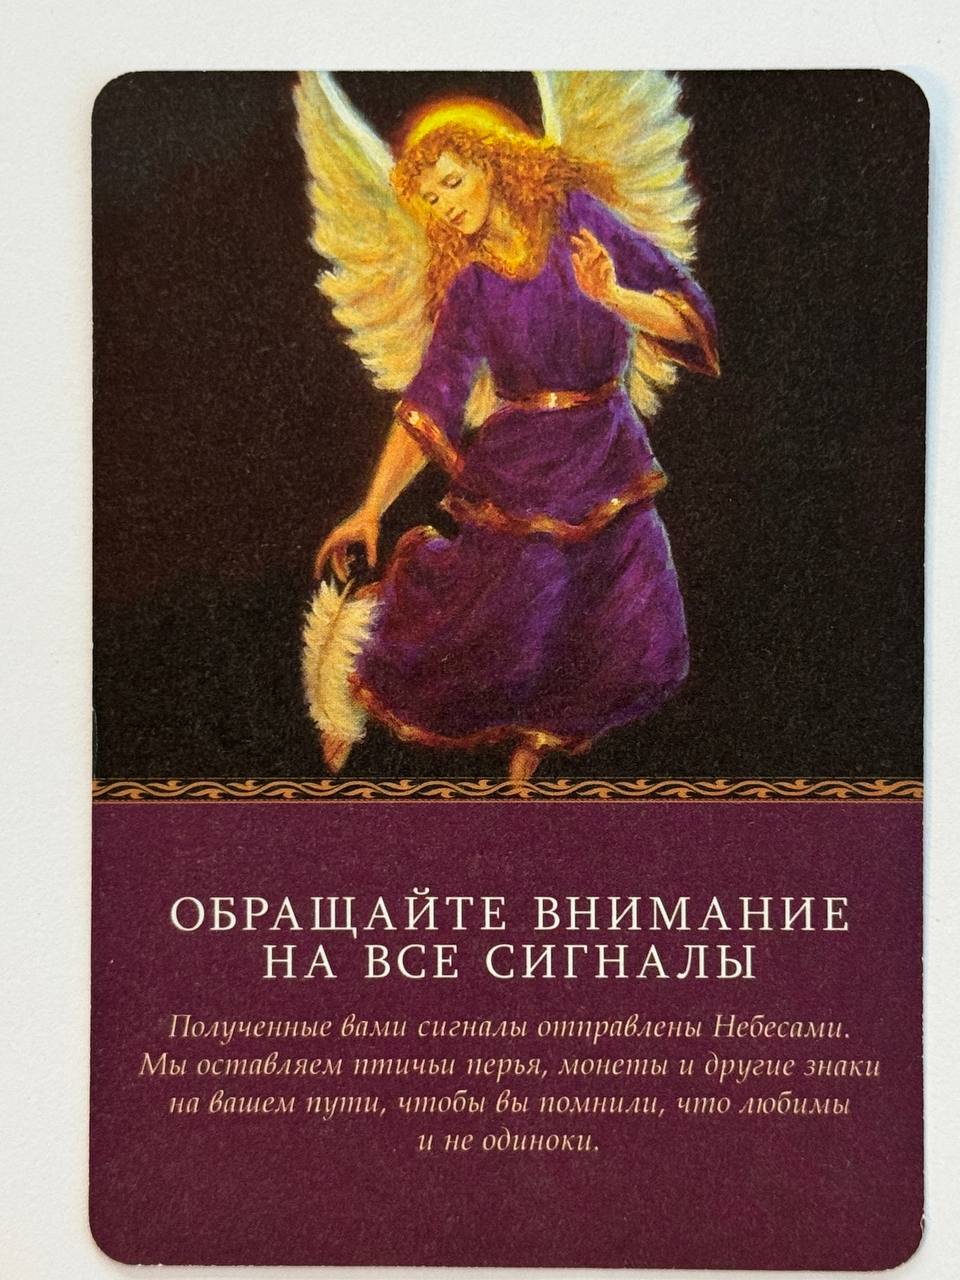 ОБРАЩАЙТЕ ВНИМАНИЕ
НА ВСЕ СИГНАЛЫ
Полученные вами сигналы отправлены Небесами.
Мы оставляем птичьи перья, монеты и другие знаки
на вашем пути, чтобы вы помнили, что любимы
и не одиноки.